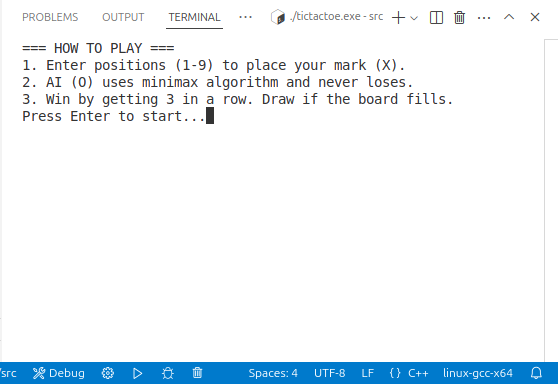 PROBLEMS OUTPUT TERMINAL ... ./tictactoe.exe - src
=== HOW TO PLAY ===
1. Enter positions (1-9) to place your mark (X).
2. AI (O) uses minimax algorithm and never loses.
3. Win by getting 3 in a row. Draw if the board fills.
Press Enter to start...
/src Debug Spaces: 4 UTF-8 LF {} C++ linux-gcc-x64